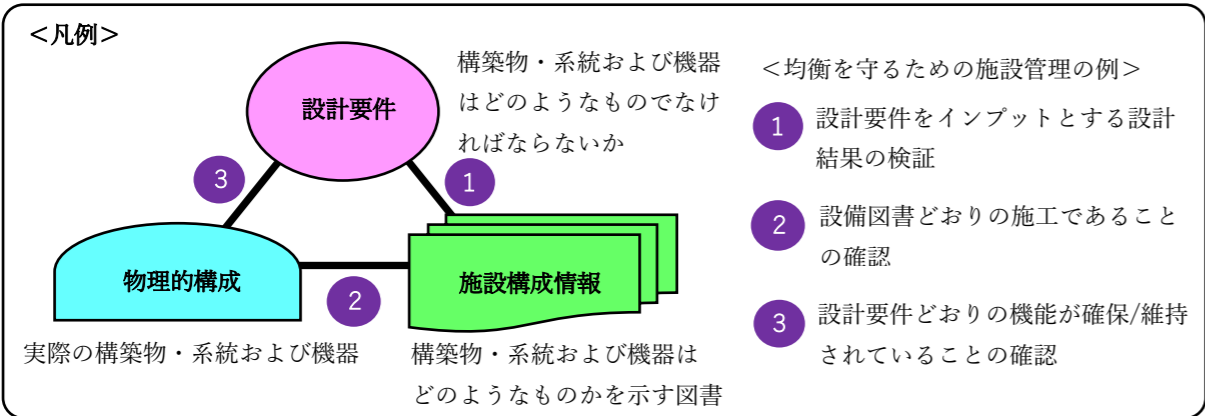 ＜凡例＞
設計要件
構築物・系統および機器
はどのようなものでなけ
ればならないか
3
1
物理的構成
2
施設構成情報
実際の構築物・系統および機器
構築物・系統および機器は
どのようなものかを示す図書
＜均衡を守るための施設管理の例＞
1
設計要件をインプットとする設計
結果の検証
2
設備図書どおりの施工であること
の確認
3
設計要件どおりの機能が確保/維持
されていることの確認